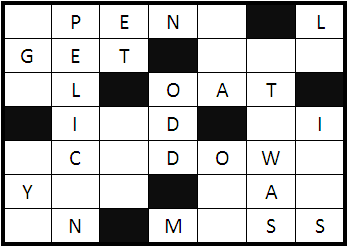 P E N L
G E T
L O A T
I D I
C D O W
Y A
N M S S